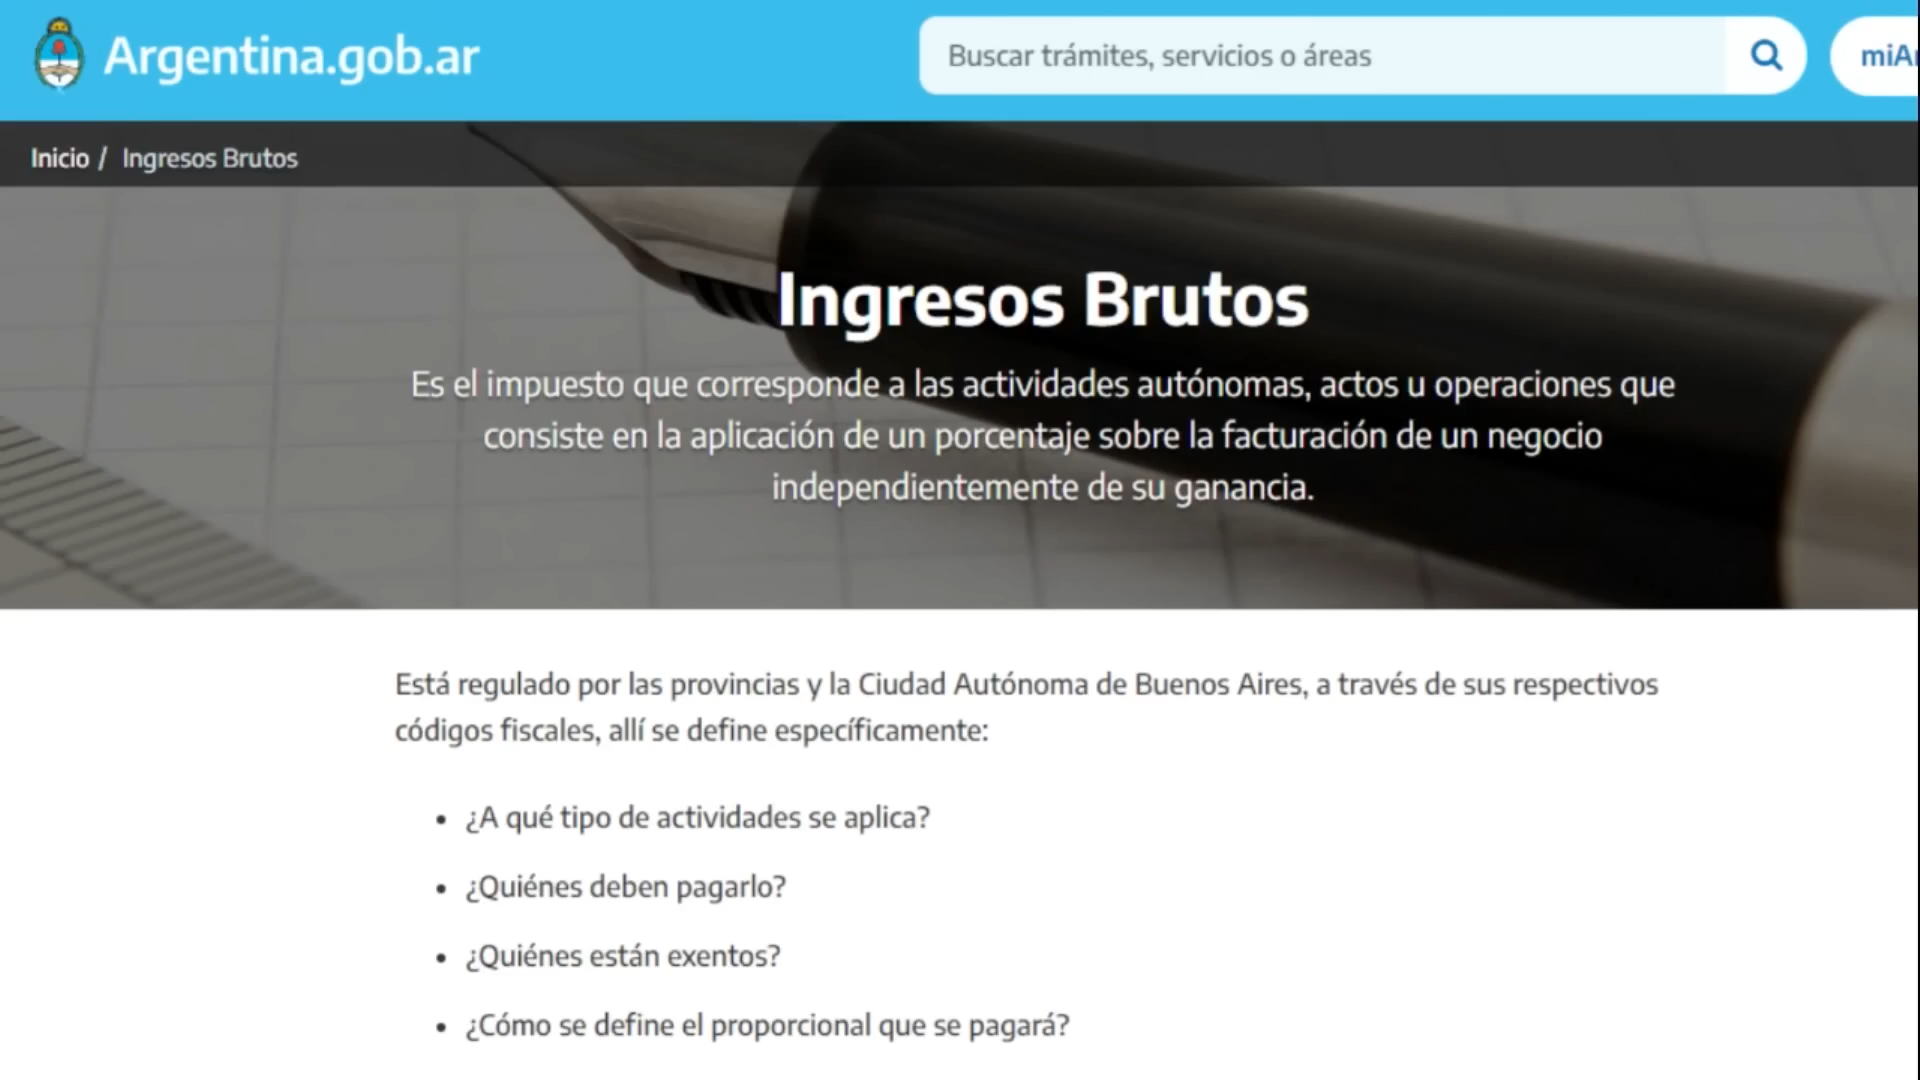 Argentina.gob.ar
Buscar trámites, servicios o áreas
Inicio / Ingresos Brutos
Ingresos Brutos
Es el impuesto que corresponde a las actividades autónomas, actos u operaciones que
consiste en la aplicación de un porcentaje sobre la facturación de un negocio
independientemente de su ganancia.
Está regulado por las provincias y la Ciudad Autónoma de Buenos Aires, a través de sus respectivos
códigos fiscales, allí se define específicamente:
• ¿A qué tipo de actividades se aplica?
• ¿Quiénes deben pagarlo?
• ¿Quiénes están exentos?
• ¿Cómo se define el proporcional que se pagará?